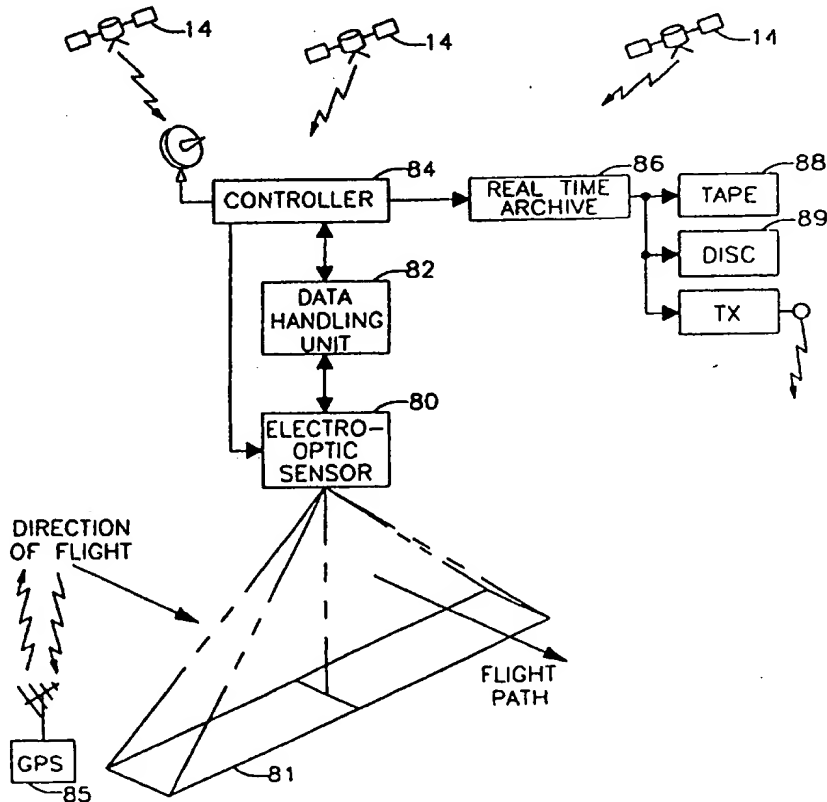 14
14
14
84
CONTROLLER
86
REAL TIME
ARCHIVE
88
TAPE
89
DISC
TX
82
DATA
HANDLING
UNIT
80
ELECTRO-
OPTIC
SENSOR
DIRECTION
OF FLIGHT
FLIGHT
PATH
GPS
85
81